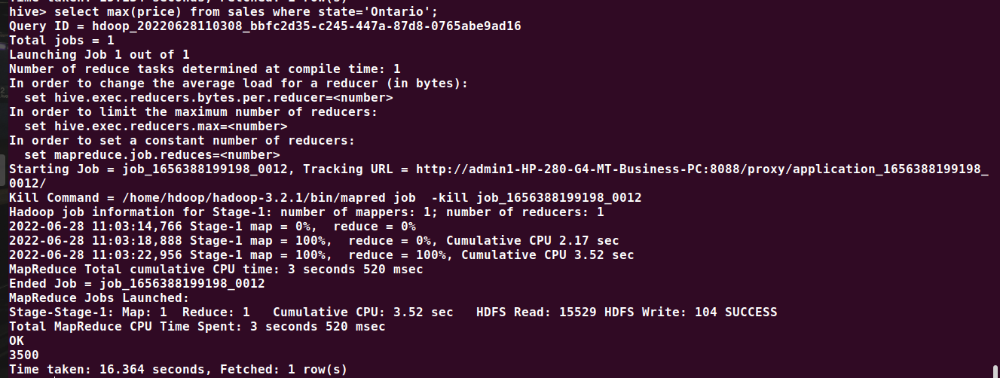 Time taken: 15.154 seconds, Fetched: 1 row(s)
hive> select max(price) from sales where state='Ontario';
Query ID = hdoop_20220628110308_bbfc2d35-c245-447a-87d8-0765abe9ad16
Total jobs = 1
Launching Job 1 out of 1
Number of reduce tasks determined at compile time: 1
In order to change the average load for a reducer (in bytes):
  set hive.exec.reducers.bytes.per.reducer=<number>
In order to limit the maximum number of reducers:
  set hive.exec.reducers.max=<number>
In order to set a constant number of reducers:
  set mapreduce.job.reduces=<number>
Starting Job = job_1656388199198_0012, Tracking URL = http://admin1-HP-280-G4-MT-Business-PC:8088/proxy/application_1656388199198_
0012/
Kill Command = /home/hdoop/hadoop-3.2.1/bin/mapred job  -kill job_1656388199198_0012
Hadoop job information for Stage-1: number of mappers: 1; number of reducers: 1
2022-06-28 11:03:14,766 Stage-1 map = 0%,  reduce = 0%
2022-06-28 11:03:18,888 Stage-1 map = 100%,  reduce = 0%, Cumulative CPU 2.17 sec
2022-06-28 11:03:22,956 Stage-1 map = 100%,  reduce = 100%, Cumulative CPU 3.52 sec
MapReduce Total cumulative CPU time: 3 seconds 520 msec
Ended Job = job_1656388199198_0012
MapReduce Jobs Launched:
Stage-Stage-1: Map: 1  Reduce: 1   Cumulative CPU: 3.52 sec   HDFS Read: 15529 HDFS Write: 104 SUCCESS
Total MapReduce CPU Time Spent: 3 seconds 520 msec
OK
3500
Time taken: 16.364 seconds, Fetched: 1 row(s)